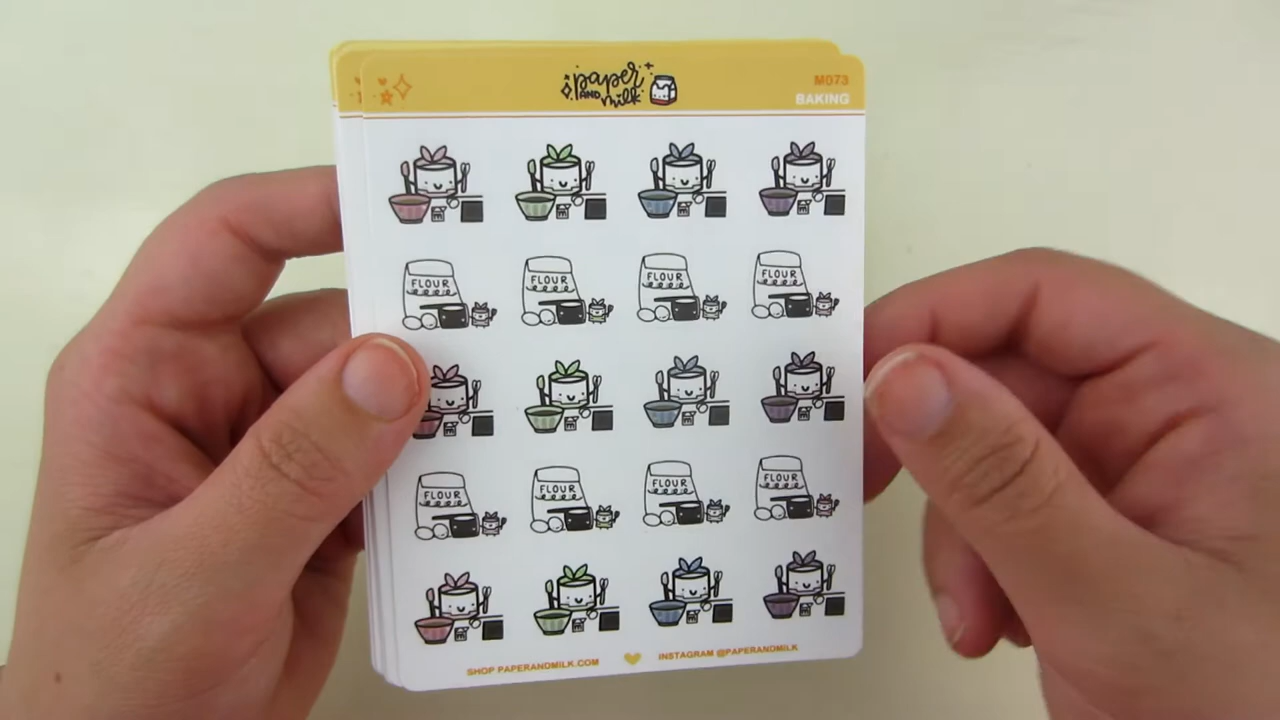 paper
AND
milk
M073
BAKING
FLOUR FLOUR FLOUR FLOUR
FLOUR FLOUR FLOUR FLOUR
SHOP PAPERANDMILK.COM INSTAGRAM @PAPERANDMILK